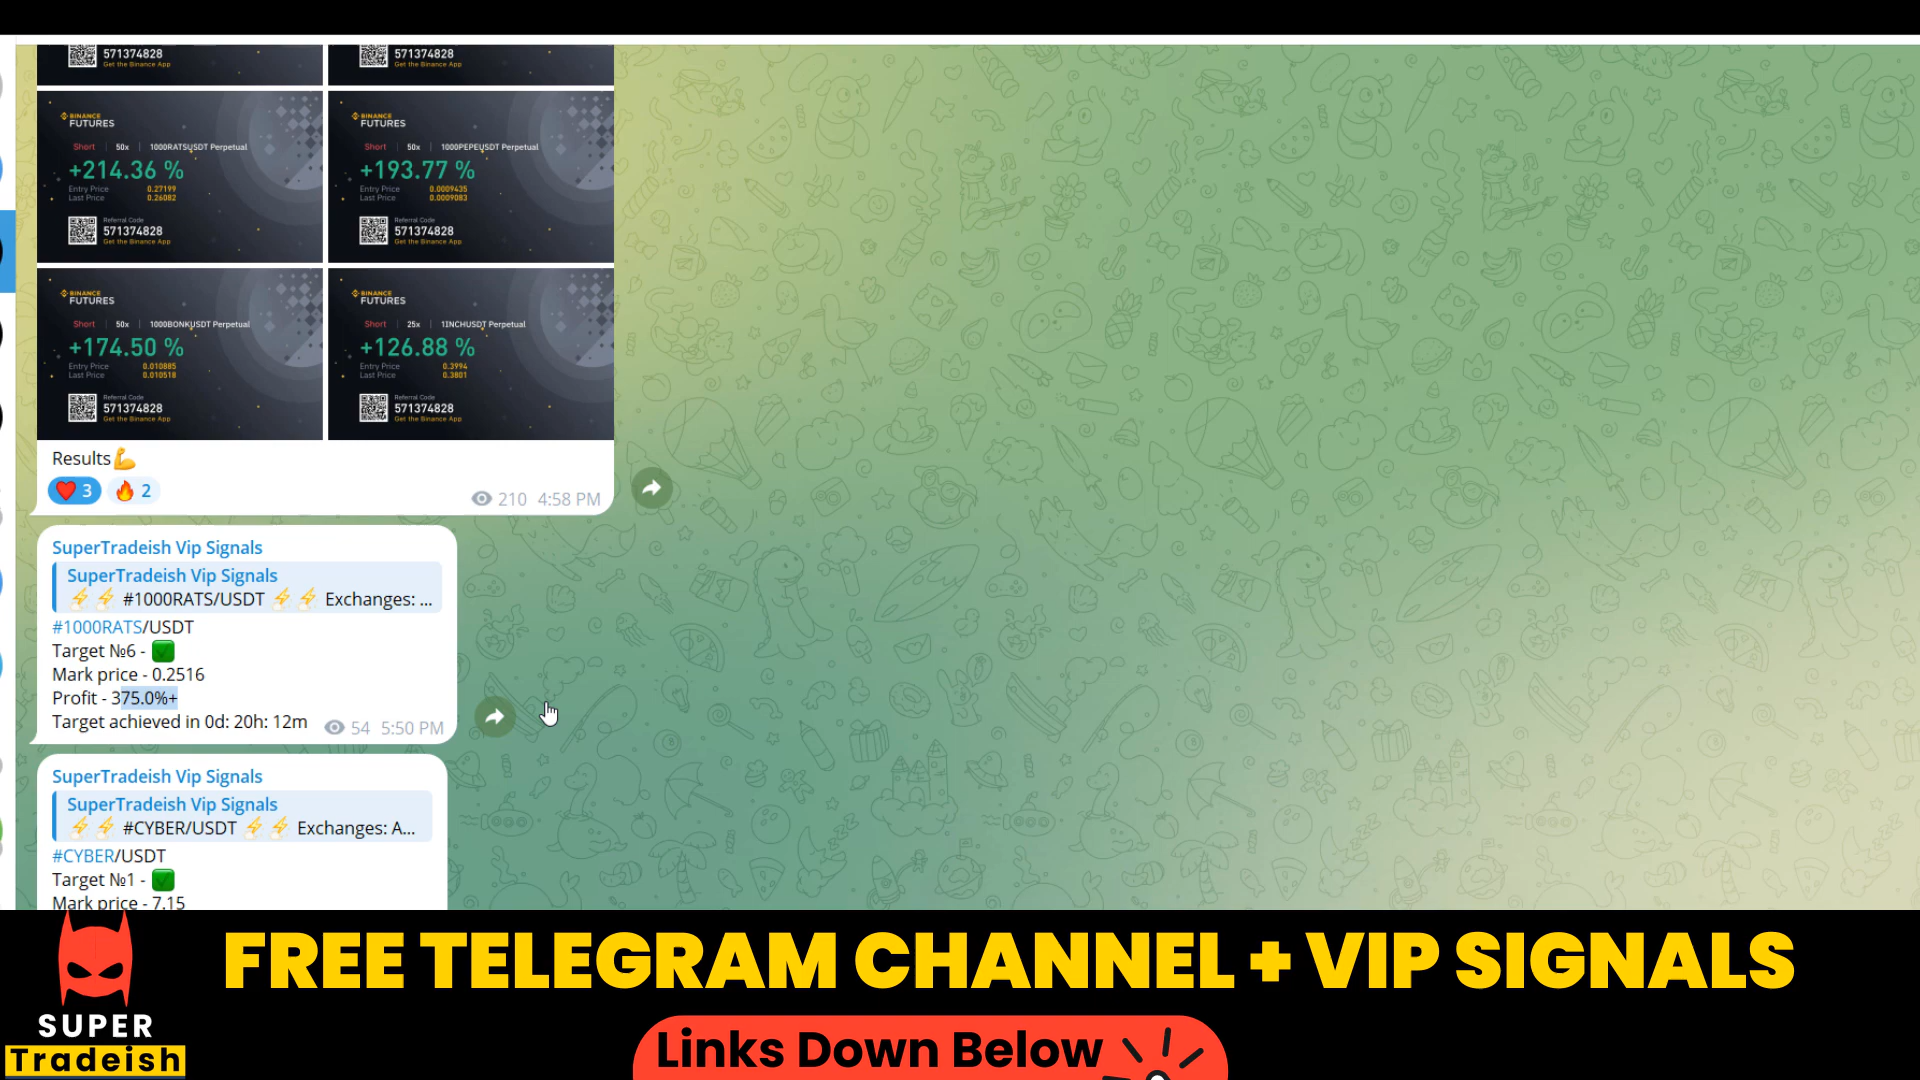 571374828
Get the Binance App
571374828
Get the Binance App
BINANCE
FUTURES
Short | 50x | 1000RATSUSDT Perpetual
+214.36 %
Entry Price 0.27199
Last Price 0.26082
Referral Code
571374828
Get the Binance App
BINANCE
FUTURES
Short | 50x | 1000PEPEUSDT Perpetual
+193.77 %
Entry Price 0.0009435
Last Price 0.0009083
Referral Code
571374828
Get the Binance App
BINANCE
FUTURES
Short | 50x | 1000BONKUSDT Perpetual
+174.50 %
Entry Price 0.010885
Last Price 0.010518
Referral Code
571374828
Get the Binance App
BINANCE
FUTURES
Short | 25x | 1INCHUSDT Perpetual
+126.88 %
Entry Price 0.3994
Last Price 0.3801
Referral Code
571374828
Get the Binance App
Results💪
❤️ 3 🔥 2
210 4:58 PM
SuperTradeish Vip Signals
SuperTradeish Vip Signals
⚡ ⚡ #1000RATS/USDT ⚡ ⚡ Exchanges: ...
#1000RATS/USDT
Target №6 - ✅
Mark price - 0.2516
Profit - 375.0%+
Target achieved in 0d: 20h: 12m
54 5:50 PM
SuperTradeish Vip Signals
SuperTradeish Vip Signals
⚡ ⚡ #CYBER/USDT ⚡ ⚡ Exchanges: A...
#CYBER/USDT
Target №1 - ✅
Mark price - 7.15
FREE TELEGRAM CHANNEL + VIP SIGNALS
SUPER
Tradeish
Links Down Below